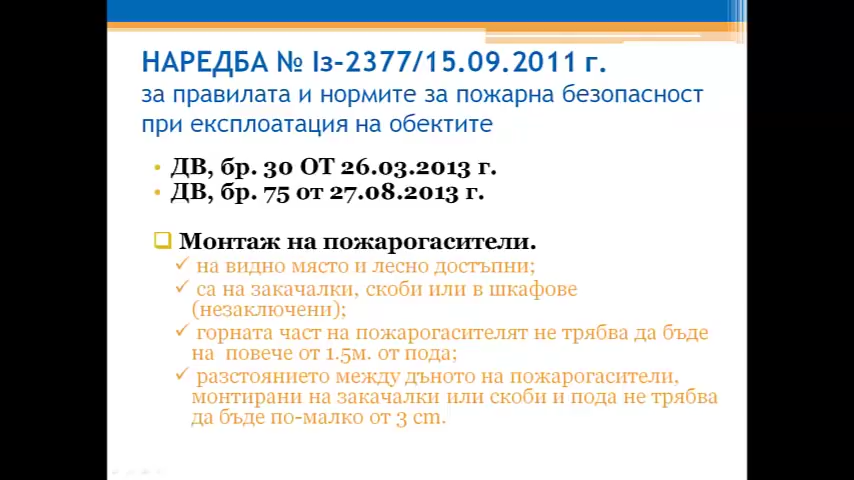 НАРЕДБА № Iз-2377/15.09.2011 г.
за правилата и нормите за пожарна безопасност
при експлоатация на обектите
• ДВ, бр. 30 ОТ 26.03.2013 г.
• ДВ, бр. 75 от 27.08.2013 г.
❑ Монтаж на пожарогасители.
✓ на видно място и лесно достъпни;
✓ са на закачалки, скоби или в шкафове
(незаключени);
✓ горната част на пожарогасителят не трябва да бъде
на повече от 1.5м. от пода;
✓ разстоянието между дъното на пожарогасители,
монтирани на закачалки или скоби и пода не трябва
да бъде по-малко от 3 cm.